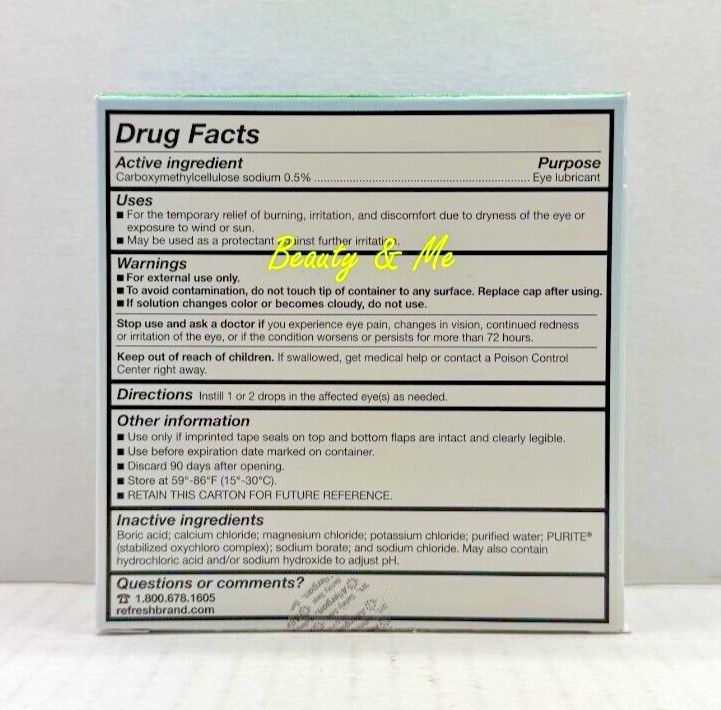 Drug Facts
Active ingredient Purpose
Carboxymethylcellulose sodium 0.5% ........ Eye lubricant
Uses
■ For the temporary relief of burning, irritation, and discomfort due to dryness of the eye or
exposure to wind or sun.
■ May be used as a protectant against further irritation.
Beauty & Me
Warnings
■ For external use only.
■ To avoid contamination, do not touch tip of container to any surface. Replace cap after using.
■ If solution changes color or becomes cloudy, do not use.
Stop use and ask a doctor if you experience eye pain, changes in vision, continued redness
or irritation of the eye, or if the condition worsens or persists for more than 72 hours.
Keep out of reach of children. If swallowed, get medical help or contact a Poison Control
Center right away.
Directions Instill 1 or 2 drops in the affected eye(s) as needed.
Other information
■ Use only if imprinted tape seals on top and bottom flaps are intact and clearly legible.
■ Use before expiration date marked on container.
■ Discard 90 days after opening.
■ Store at 59°-86°F (15°-30°C).
■ RETAIN THIS CARTON FOR FUTURE REFERENCE.
Inactive ingredients
Boric acid; calcium chloride; magnesium chloride; potassium chloride; purified water; PURITE®
(stabilized oxychloro complex); sodium borate; and sodium chloride. May also contain
hydrochloric acid and/or sodium hydroxide to adjust pH.
Questions or comments?
☎ 1.800.678.1605
refreshbrand.com
Allergan